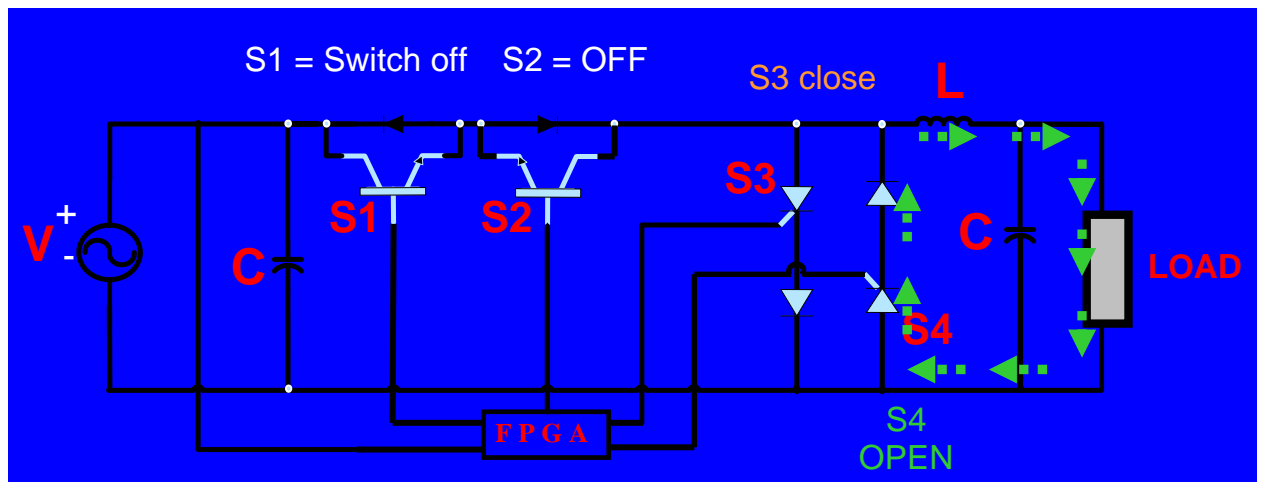 S1 = Switch off S2 = OFF
S3 close
L
S3
S1
S2
+
V
-
C
C
LOAD
S4
S4
OPEN
F P G A